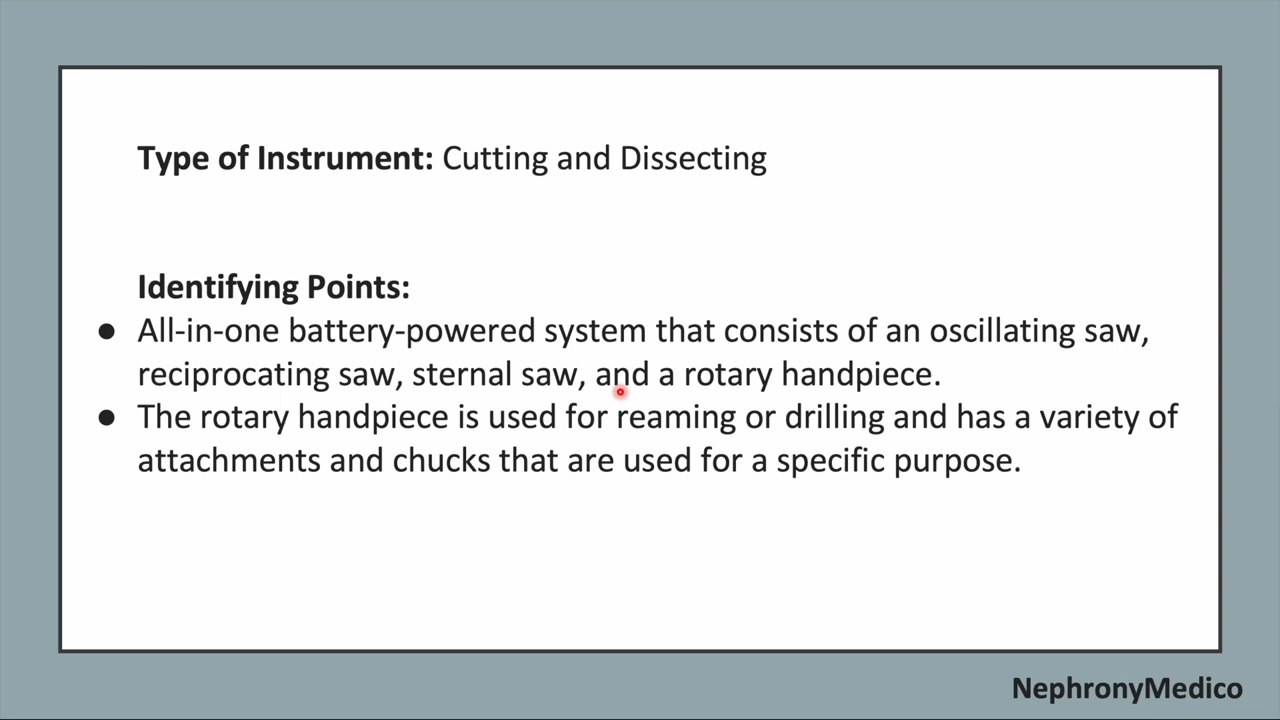 Type of Instrument: Cutting and Dissecting
Identifying Points:
● All-in-one battery-powered system that consists of an oscillating saw,
reciprocating saw, sternal saw, and a rotary handpiece.
● The rotary handpiece is used for reaming or drilling and has a variety of
attachments and chucks that are used for a specific purpose.
NephronyMedico